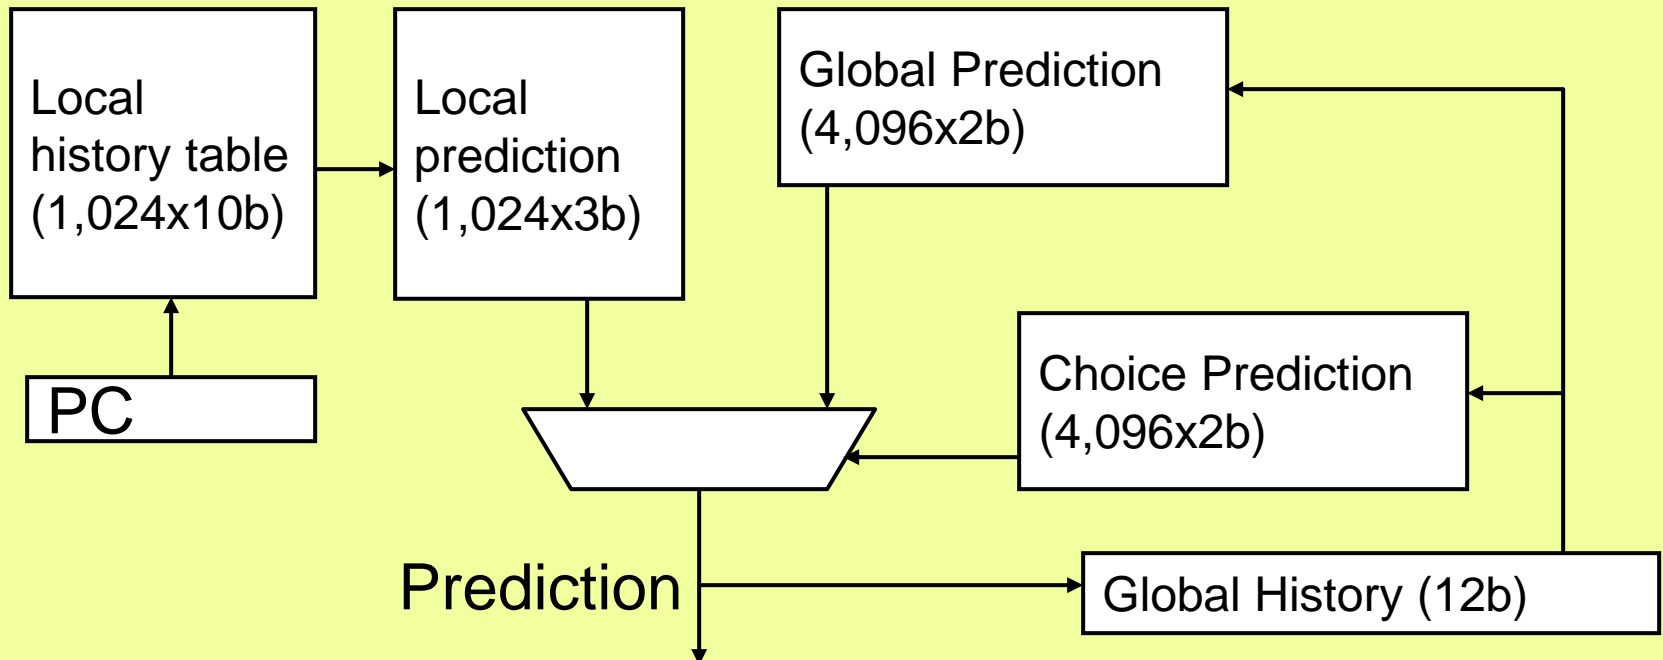 Local
history table
(1,024x10b)
Local
prediction
(1,024x3b)
Global Prediction
(4,096x2b)
PC
Choice Prediction
(4,096x2b)
Prediction
Global History (12b)